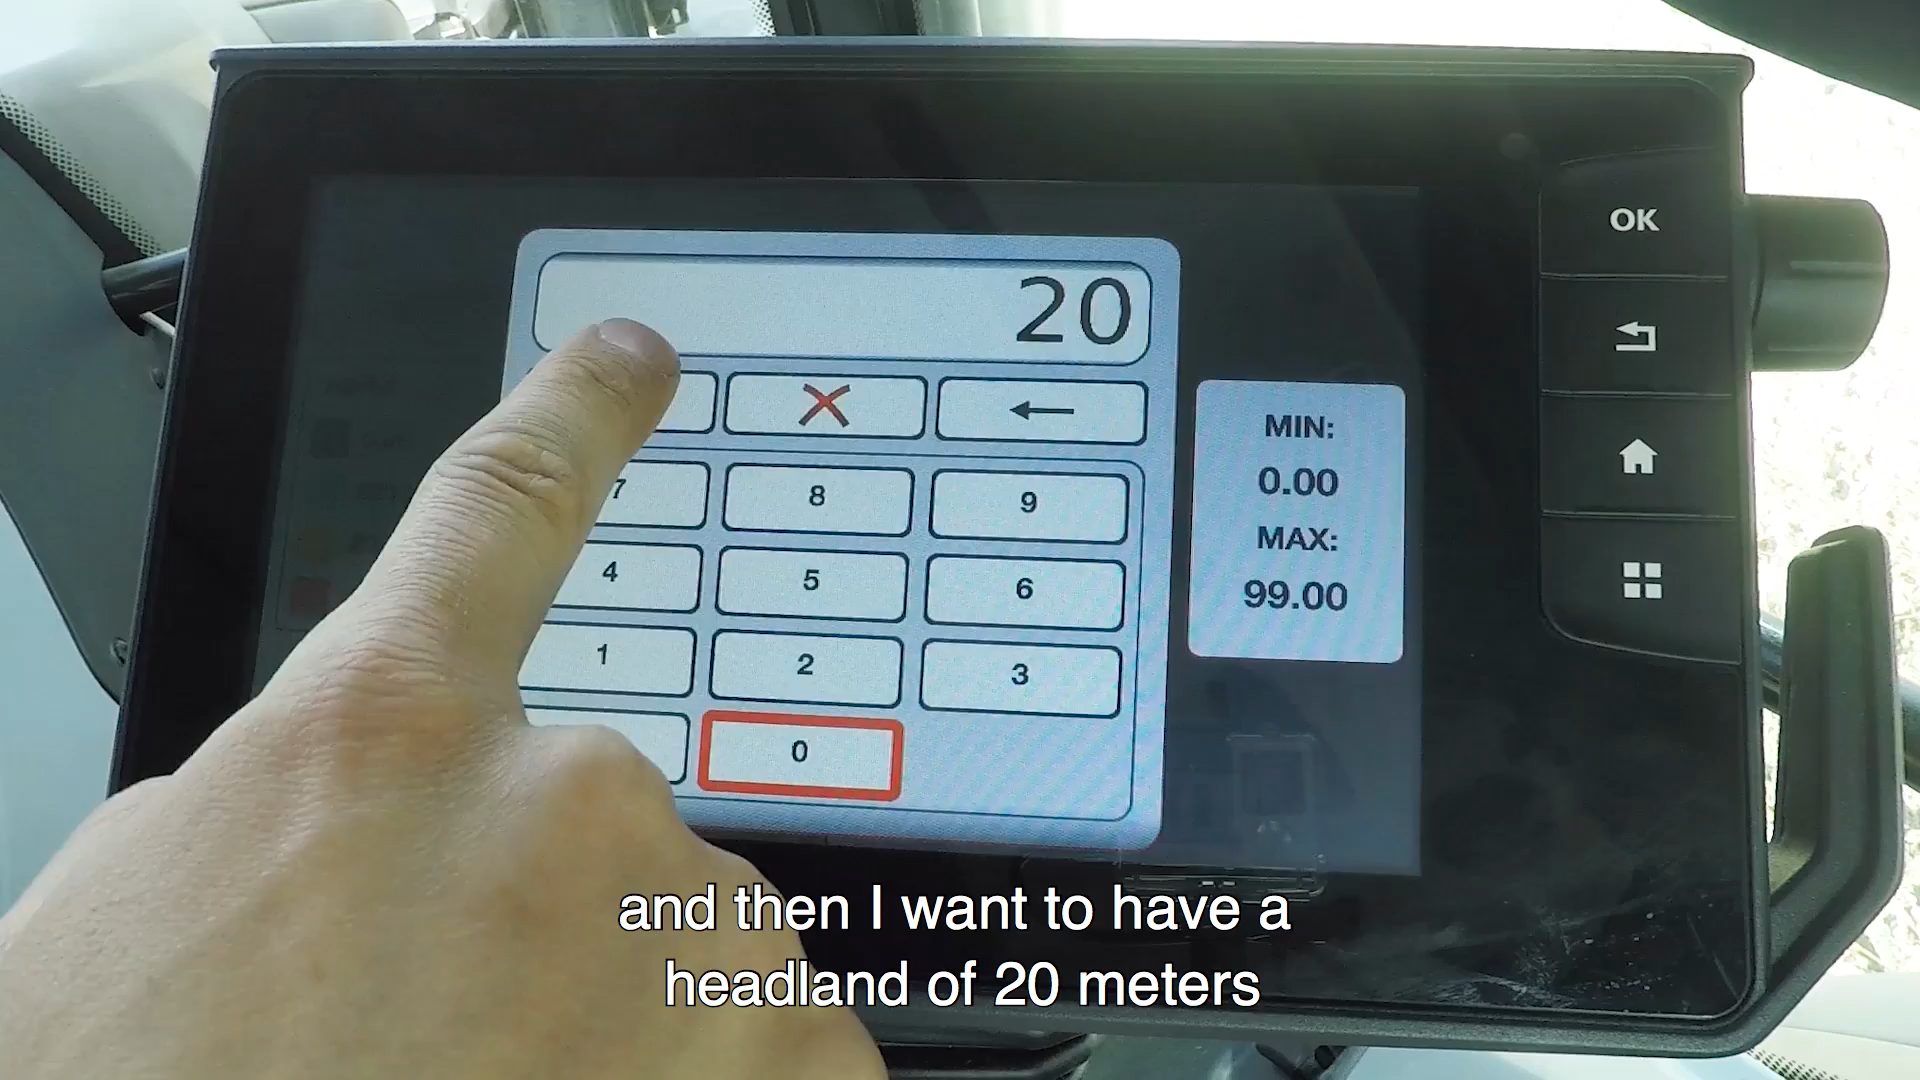 20
7 8 9
4 5 6
1 2 3
0
MIN:
0.00
MAX:
99.00
OK
and then I want to have a
headland of 20 meters